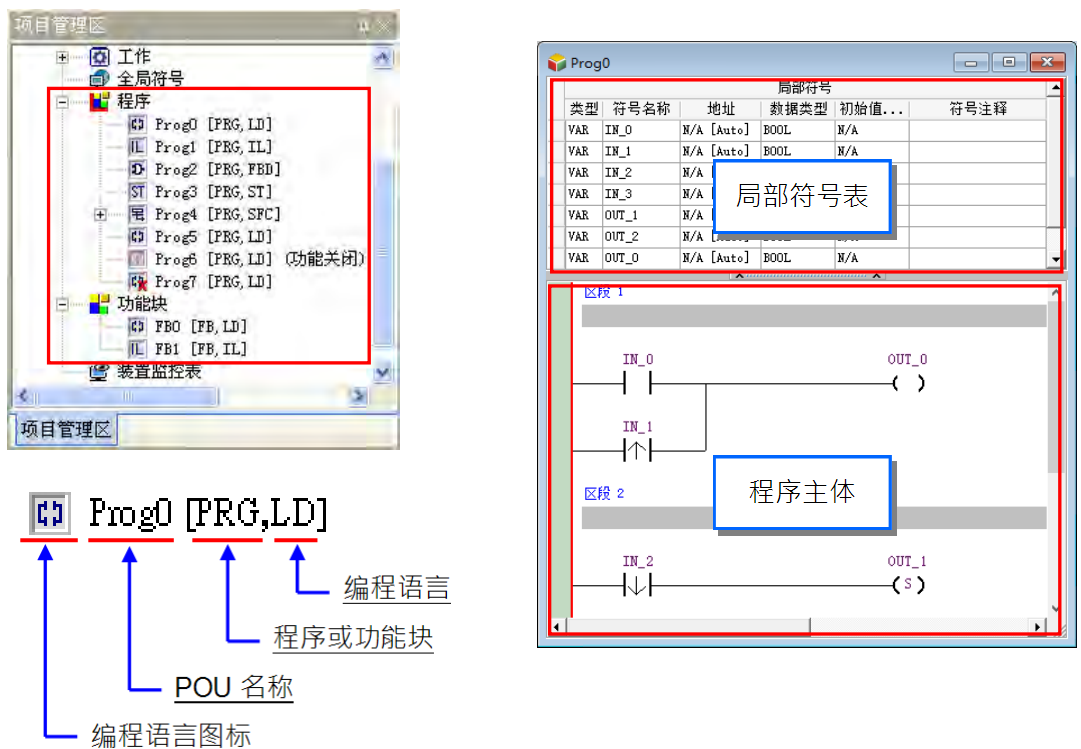 项目管理区
工作
全局符号
程序
Prog0 [PRG,LD]
Prog1 [PRG,IL]
Prog2 [PRG,FBD]
Prog3 [PRG,ST]
Prog4 [PRG,SFC]
Prog5 [PRG,LD]
Prog6 [PRG,LD] (功能关闭)
Prog7 [PRG,LD]
功能块
FB0 [FB,LD]
FB1 [FB,IL]
装置监控表
项目管理区
Prog0 [PRG,LD]
编程语言
程序或功能块
POU 名称
编程语言图标
Prog0
局部符号
类型 符号名称 地址 数据类型 初始值... 符号注释
VAR IN_0 N/A [Auto] BOOL N/A
VAR IN_1 N/A [Auto] BOOL N/A
VAR IN_2 N/A
VAR IN_3 N/A
VAR OUT_1 N/A
VAR OUT_2 N/A
VAR OUT_0 N/A [Auto] BOOL N/A
局部符号表
区段 1
IN_0 OUT_0
IN_1
程序主体
区段 2
IN_2 OUT_1
S